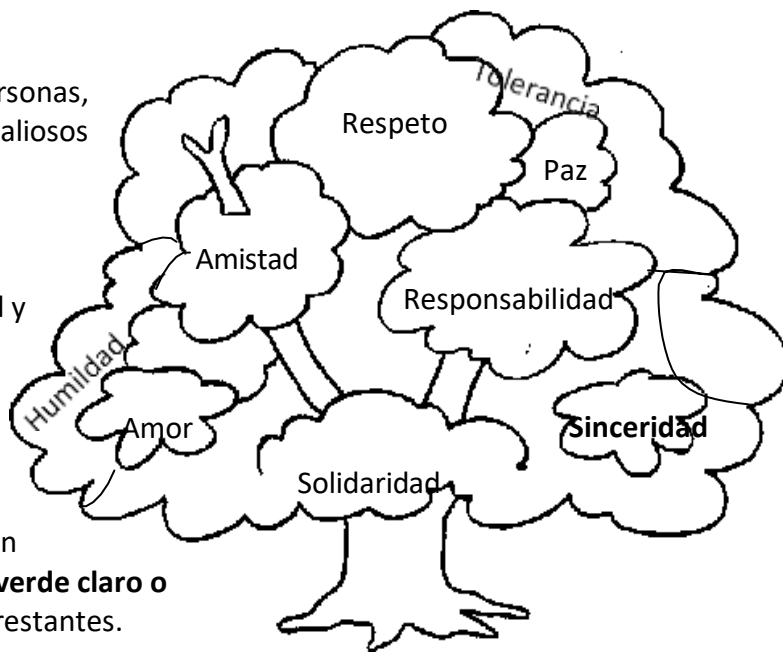 rsonas,
aliosos
Tolerancia
Respeto
Paz
Amistad
l y
Responsabilidad
Humildad
Amor
Sinceridad
Solidaridad
n
verde claro o
restantes.